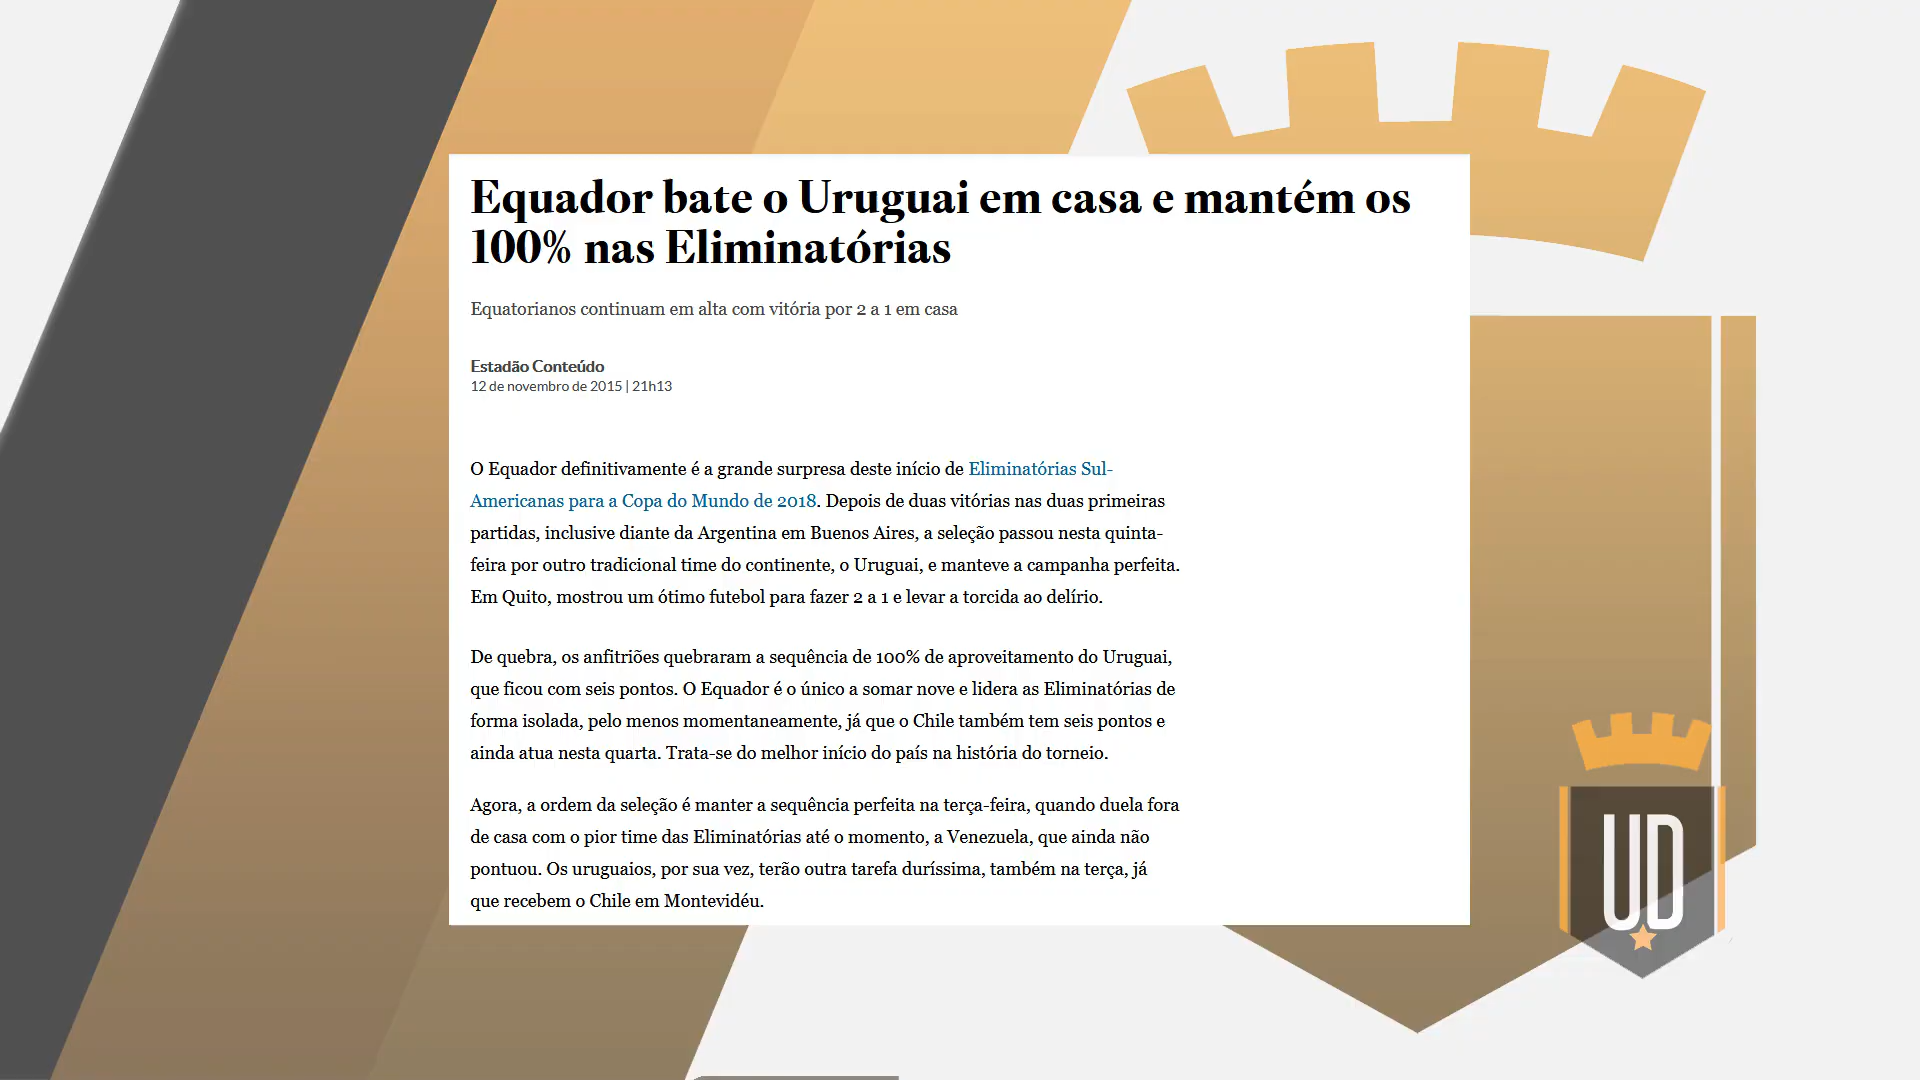 Equador bate o Uruguai em casa e mantém os
100% nas Eliminatórias
Equatorianos continuam em alta com vitória por 2 a 1 em casa
Estadão Conteúdo
12 de novembro de 2015 | 21h13
O Equador definitivamente é a grande surpresa deste início de Eliminatórias Sul-
Americanas para a Copa do Mundo de 2018. Depois de duas vitórias nas duas primeiras
partidas, inclusive diante da Argentina em Buenos Aires, a seleção passou nesta quinta-
feira por outro tradicional time do continente, o Uruguai, e manteve a campanha perfeita.
Em Quito, mostrou um ótimo futebol para fazer 2 a 1 e levar a torcida ao delírio.
De quebra, os anfitriões quebraram a sequência de 100% de aproveitamento do Uruguai,
que ficou com seis pontos. O Equador é o único a somar nove e lidera as Eliminatórias de
forma isolada, pelo menos momentaneamente, já que o Chile também tem seis pontos e
ainda atua nesta quarta. Trata-se do melhor início do país na história do torneio.
Agora, a ordem da seleção é manter a sequência perfeita na terça-feira, quando duela fora
de casa com o pior time das Eliminatórias até o momento, a Venezuela, que ainda não
pontuou. Os uruguaios, por sua vez, terão outra tarefa duríssima, também na terça, já
que recebem o Chile em Montevidéu.
UD